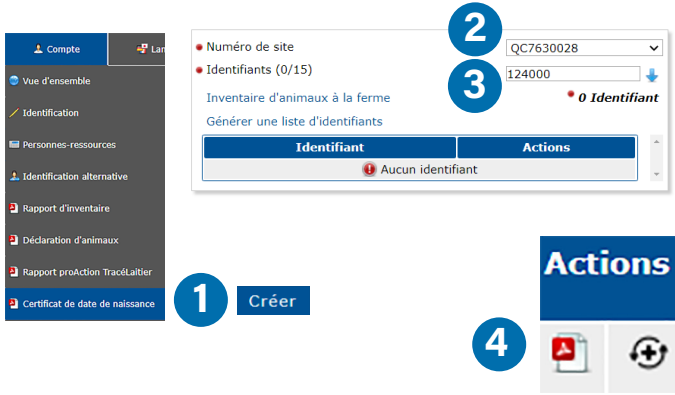 Compte
Vue d'ensemble
Identification
Personnes-ressources
Identification alternative
Rapport d'inventaire
Déclaration d'animaux
Rapport proAction TracéLaitier
Certificat de date de naissance
1
Créer
2
Numéro de site QC7630028
3
Identifiants (0/15) 124000
Inventaire d'animaux à la ferme 0 Identifiant
Générer une liste d'identifiants
Identifiant Actions
Aucun identifiant
4
Actions